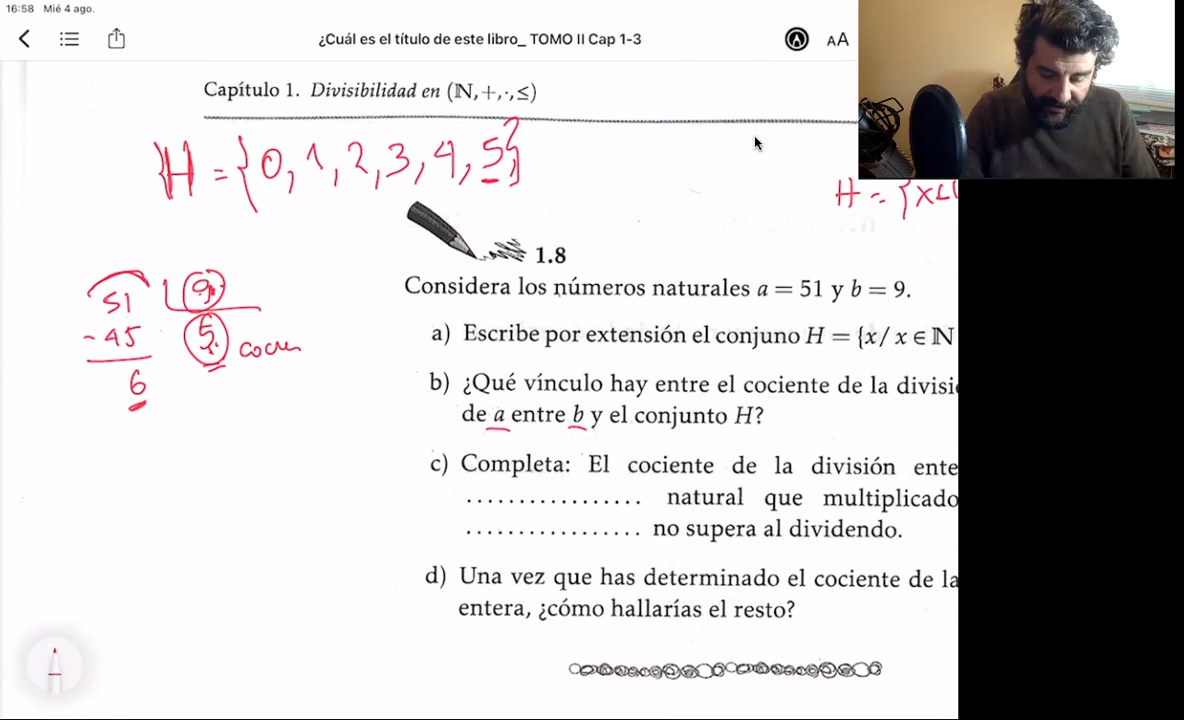 16:58 Mié 4 ago.
¿Cuál es el título de este libro_ TOMO II Cap 1-3
AA
Capítulo 1. Divisibilidad en (ℕ,+,·,≤)
H = {0, 1, 2, 3, 4, 5}
H = {x
1.8
Considera los números naturales a = 51 y b = 9.
51 9
- 45 5
6
a) Escribe por extensión el conjuno H = {x/ x ∈ ℕ
b) ¿Qué vínculo hay entre el cociente de la divisi
de a entre b y el conjunto H?
c) Completa: El cociente de la división ente
................. natural que multiplicado
................. no supera al dividendo.
d) Una vez que has determinado el cociente de la
entera, ¿cómo hallarías el resto?